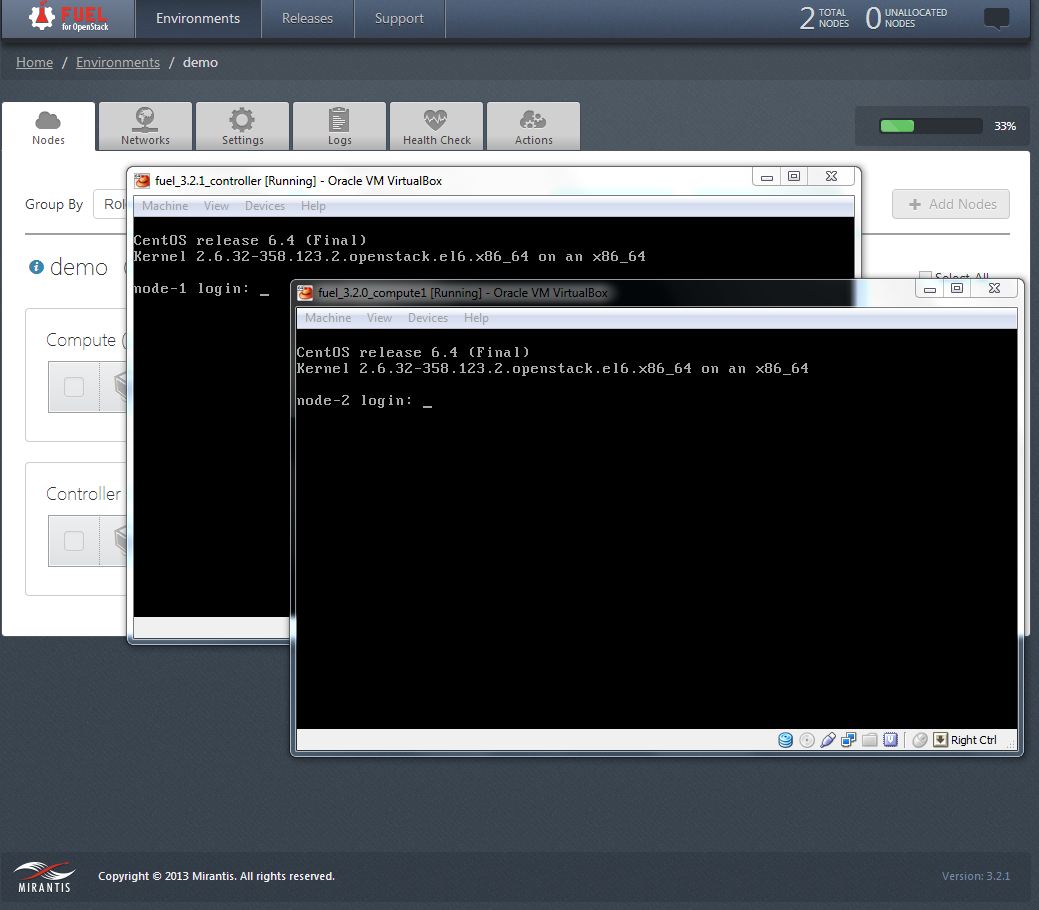 FUEL
for OpenStack
Environments
Releases
Support
2 TOTAL NODES
0 UNALLOCATED NODES
Home / Environments / demo
Nodes
Networks
Settings
Logs
Health Check
Actions
33%
Group By
Rol
Add Nodes
demo
Select All
Compute (
Controller
fuel_3.2.1_controller [Running] - Oracle VM VirtualBox
Machine View Devices Help
CentOS release 6.4 (Final)
Kernel 2.6.32-358.123.2.openstack.el6.x86_64 on an x86_64
node-1 login: _
fuel_3.2.0_compute1 [Running] - Oracle VM VirtualBox
Machine View Devices Help
CentOS release 6.4 (Final)
Kernel 2.6.32-358.123.2.openstack.el6.x86_64 on an x86_64
node-2 login: _
Right Ctrl
MIRANTIS
Copyright © 2013 Mirantis. All rights reserved.
Version: 3.2.1